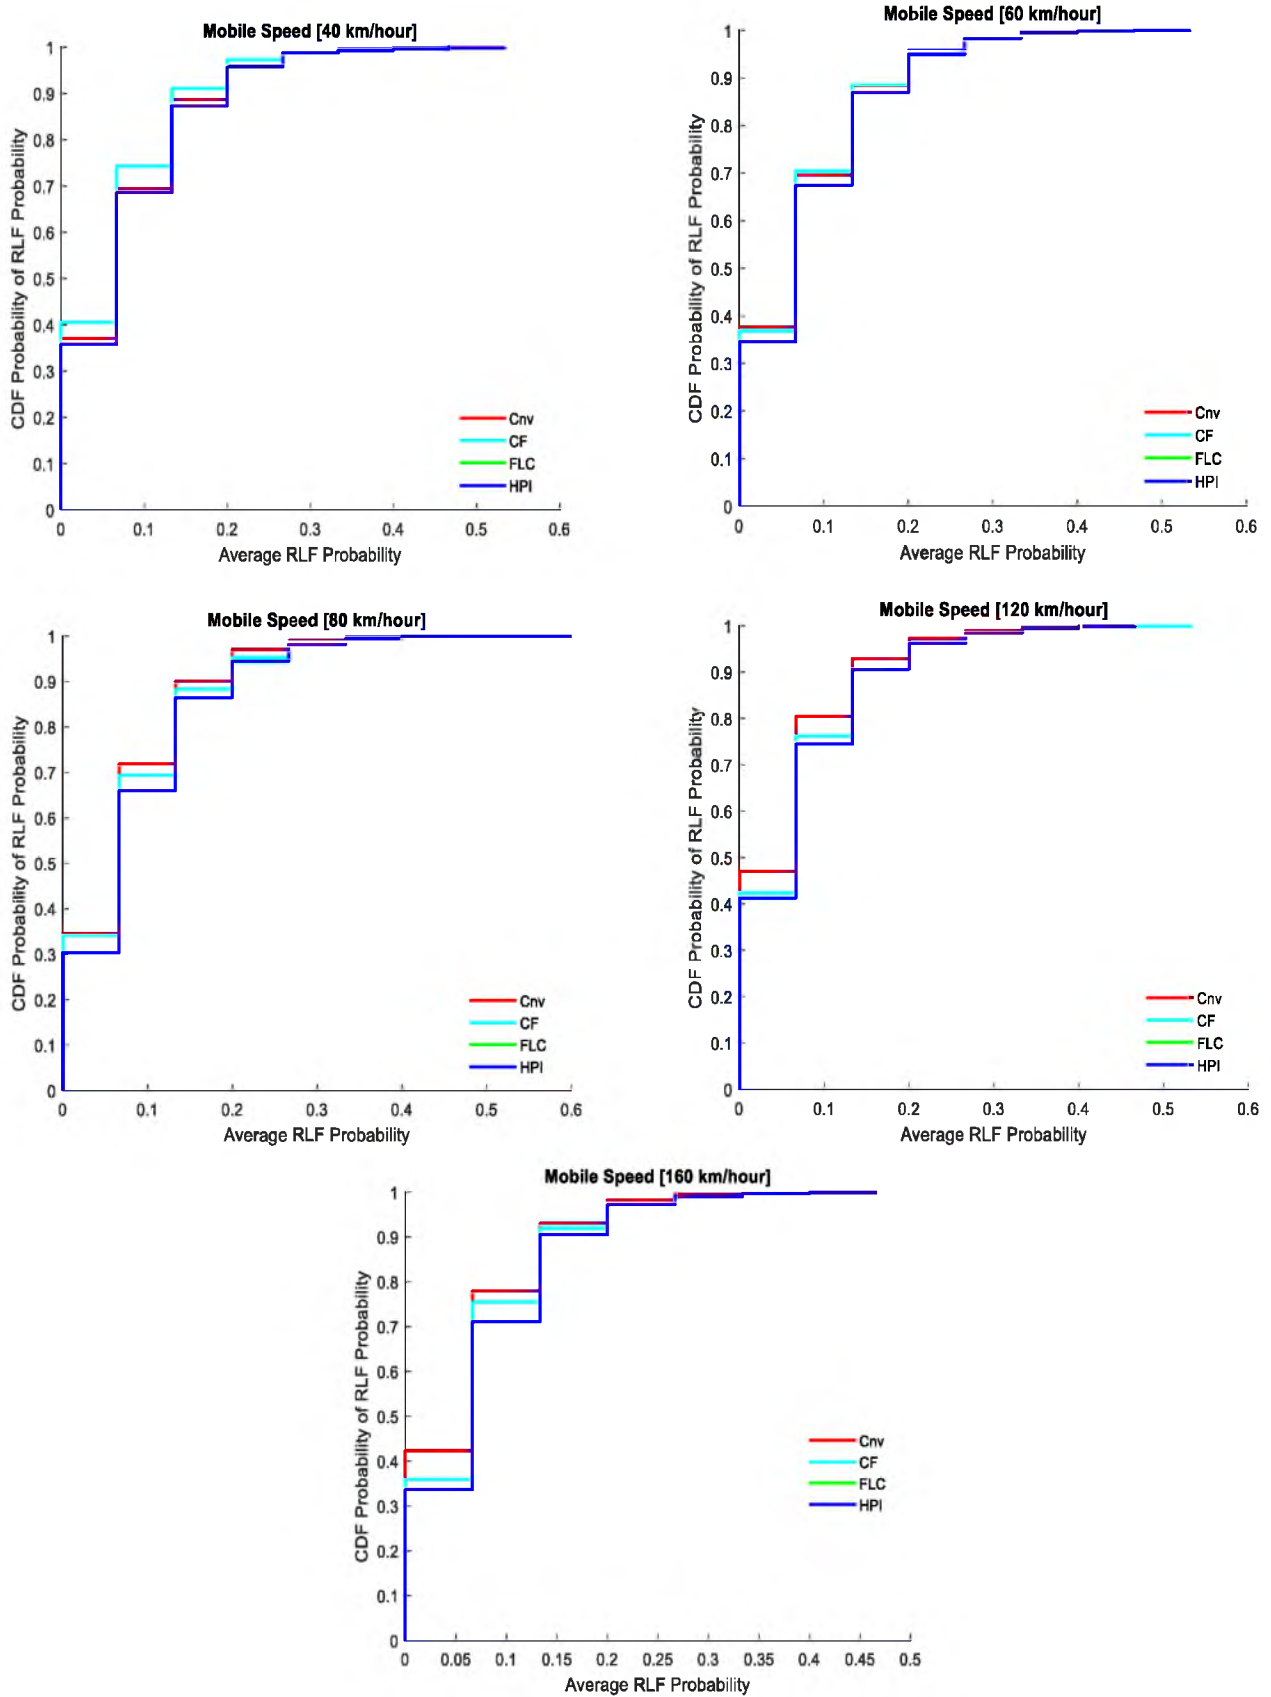 Mobile Speed [40 km/hour]
CDF Probability of RLF Probability
1
0.9
0.8
0.7
0.6
0.5
0.4
0.3
0.2
0.1
0
0 0.1 0.2 0.3 0.4 0.5 0.6
Average RLF Probability
Cnv
CF
FLC
HPI
Mobile Speed [60 km/hour]
CDF Probability of RLF Probability
1
0.9
0.8
0.7
0.6
0.5
0.4
0.3
0.2
0.1
0
0 0.1 0.2 0.3 0.4 0.5 0.6
Average RLF Probability
Cnv
CF
FLC
HPI
Mobile Speed [80 km/hour]
CDF Probability of RLF Probability
1
0.9
0.8
0.7
0.6
0.5
0.4
0.3
0.2
0.1
0
0 0.1 0.2 0.3 0.4 0.5 0.6
Average RLF Probability
Cnv
CF
FLC
HPI
Mobile Speed [120 km/hour]
CDF Probability of RLF Probability
1
0.9
0.8
0.7
0.6
0.5
0.4
0.3
0.2
0.1
0
0 0.1 0.2 0.3 0.4 0.5 0.6
Average RLF Probability
Cnv
CF
FLC
HPI
Mobile Speed [160 km/hour]
CDF Probability of RLF Probability
1
0.9
0.8
0.7
0.6
0.5
0.4
0.3
0.2
0.1
0
0 0.05 0.1 0.15 0.2 0.25 0.3 0.35 0.4 0.45 0.5
Average RLF Probability
Cnv
CF
FLC
HPI